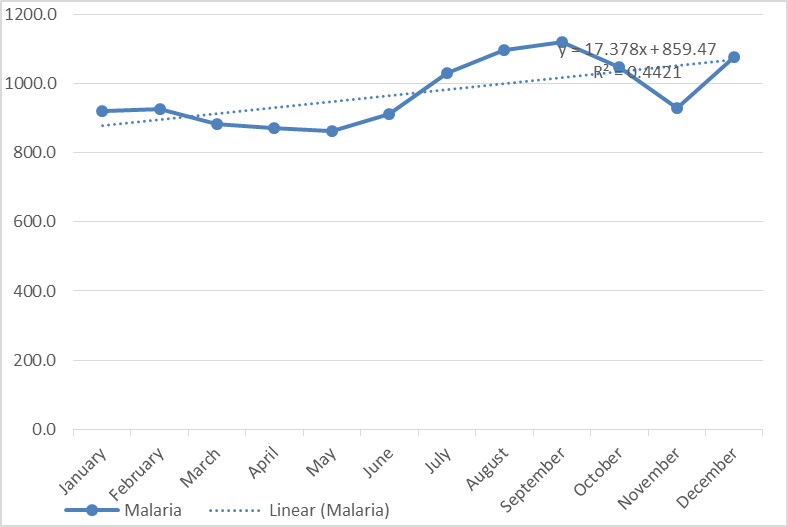 1200.0
1000.0
800.0
600.0
400.0
200.0
0.0
y = 17.378x + 859.47
R² = 0.4421
January
February
March
April
May
June
July
August
September
October
November
December
Malaria
Linear (Malaria)